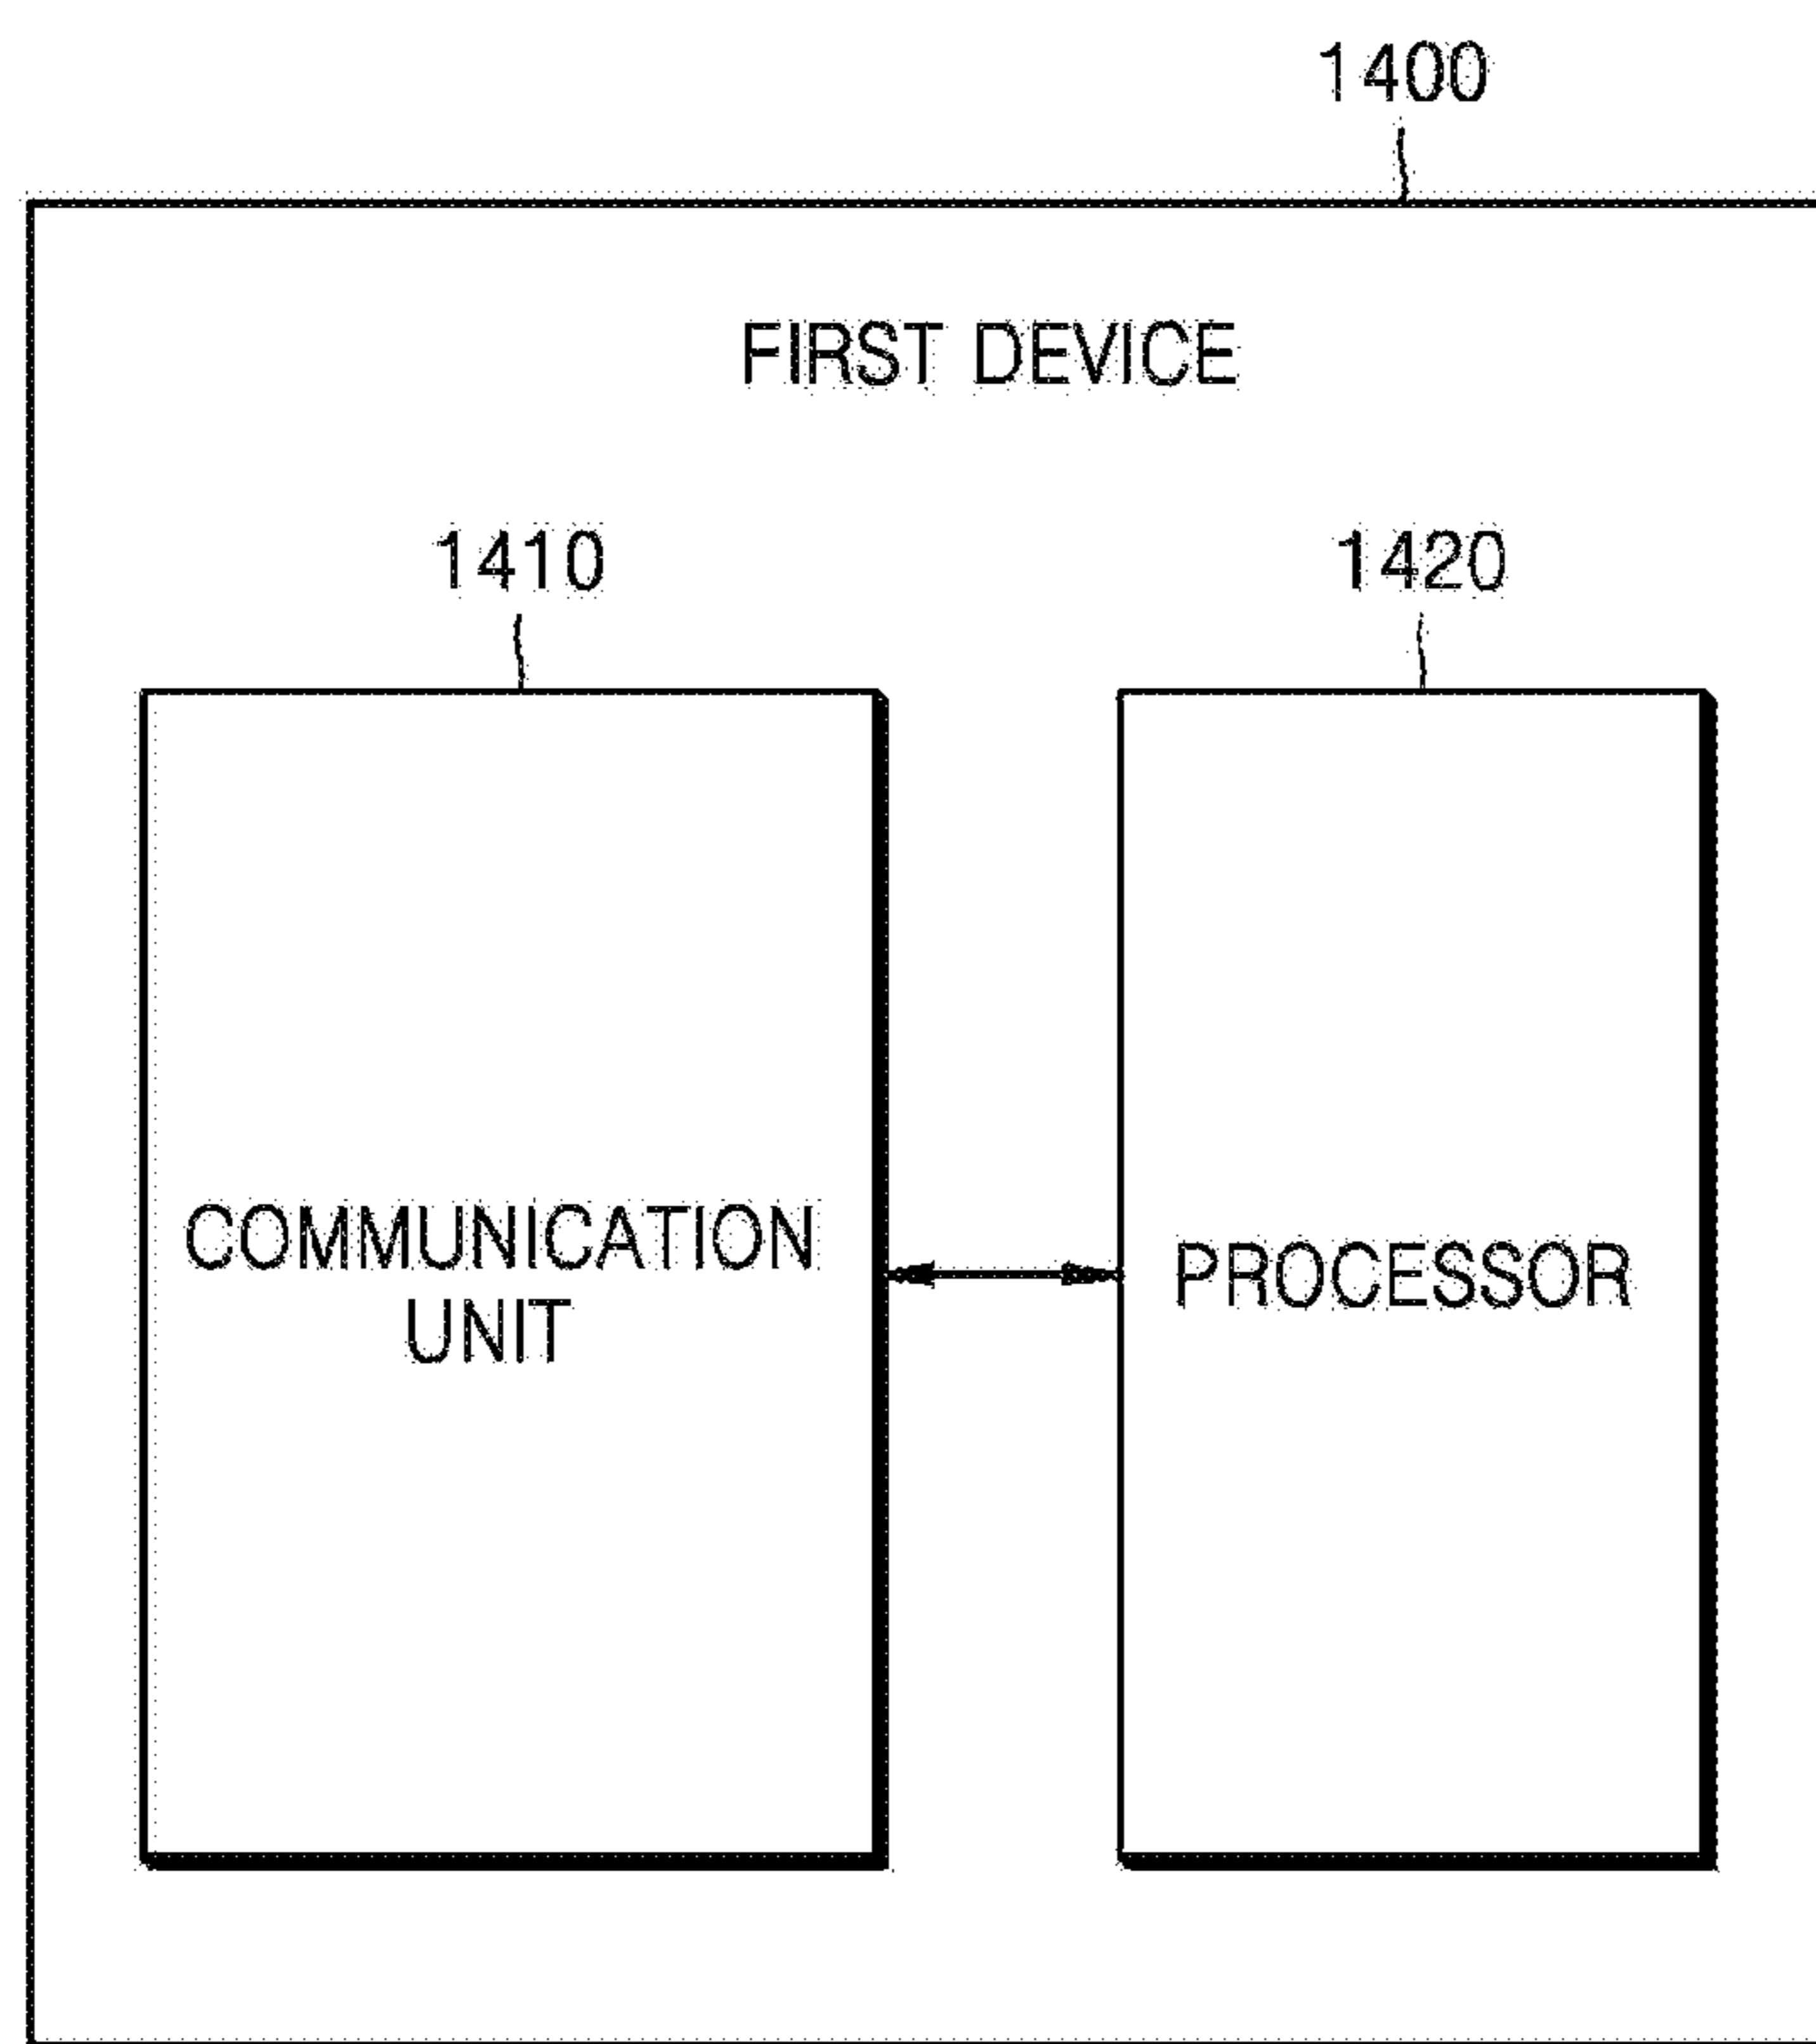 1400
FIRST DEVICE
1410
1420
COMMUNICATION
UNIT
PROCESSOR